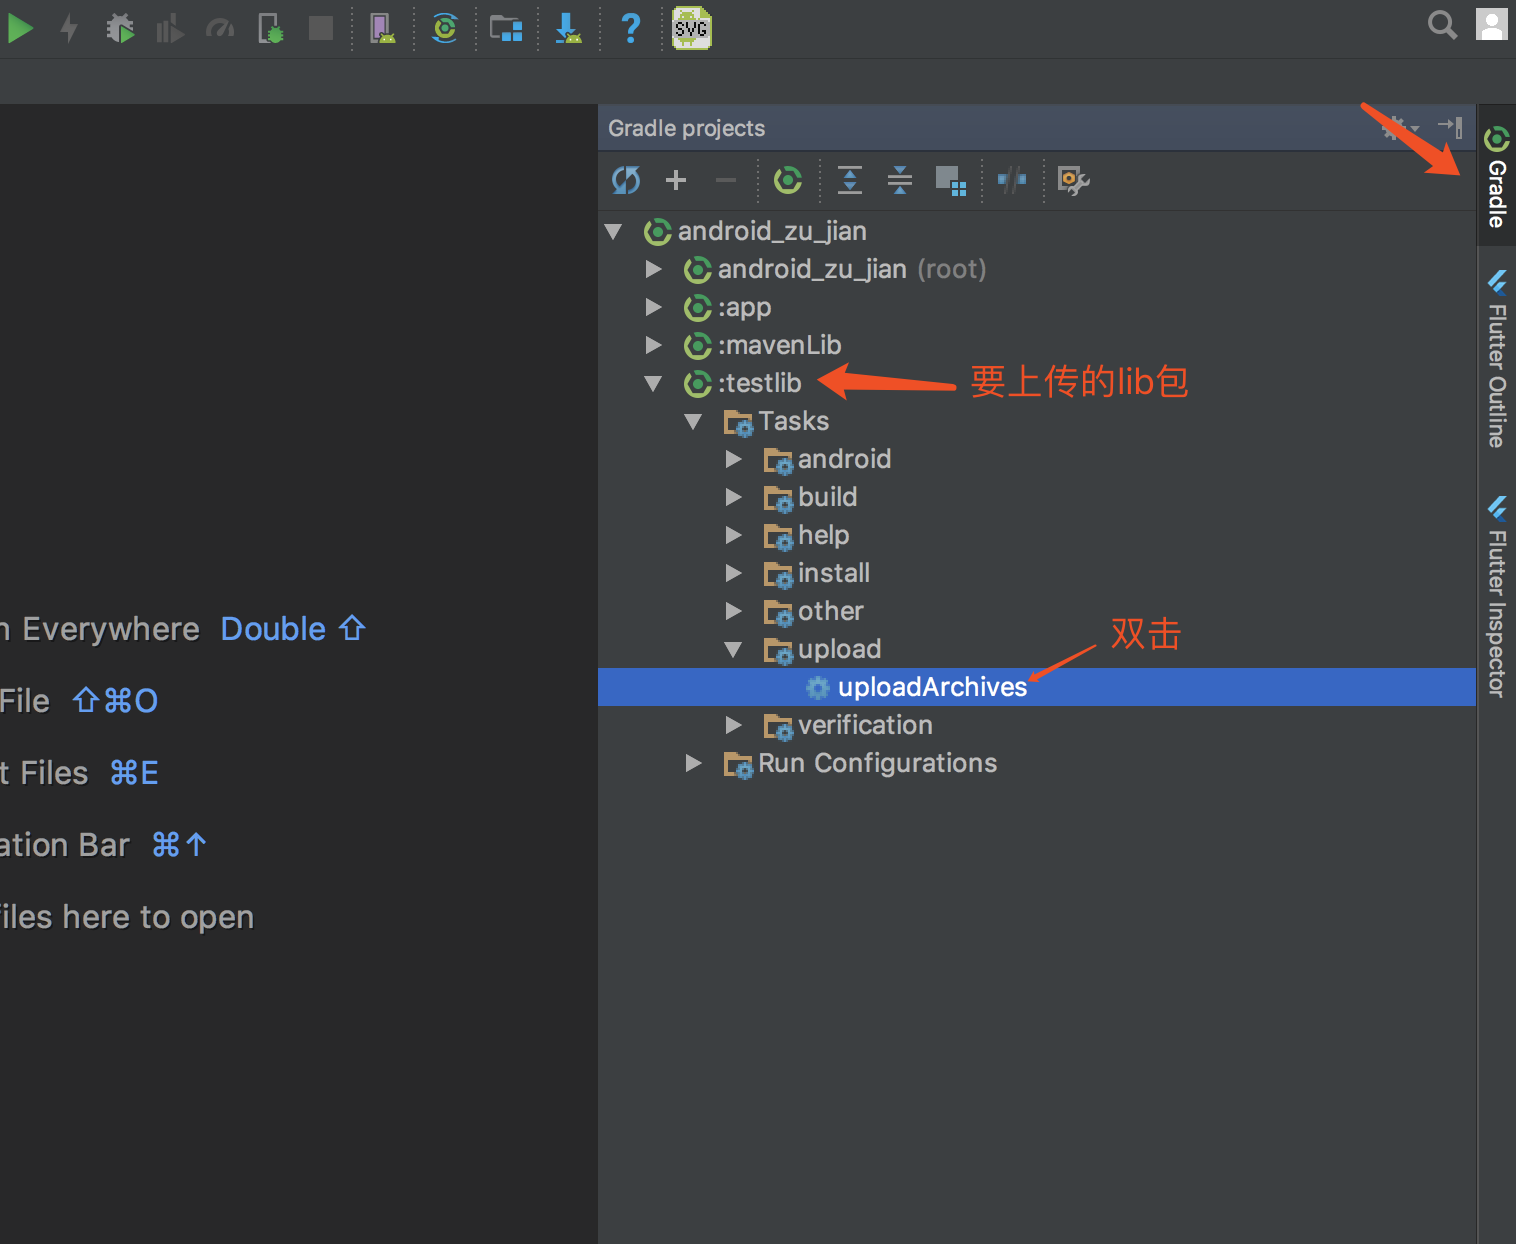 SVG
Gradle projects
Gradle
android_zu_jian
android_zu_jian (root)
:app
:mavenLib
:testlib
要上传的lib包
Tasks
android
build
help
install
other
upload
双击
uploadArchives
verification
Run Configurations
Flutter Outline
Flutter Inspector
Everywhere Double ⇧
File ⇧⌘O
Files ⌘E
Bar ⌘↑
here to open